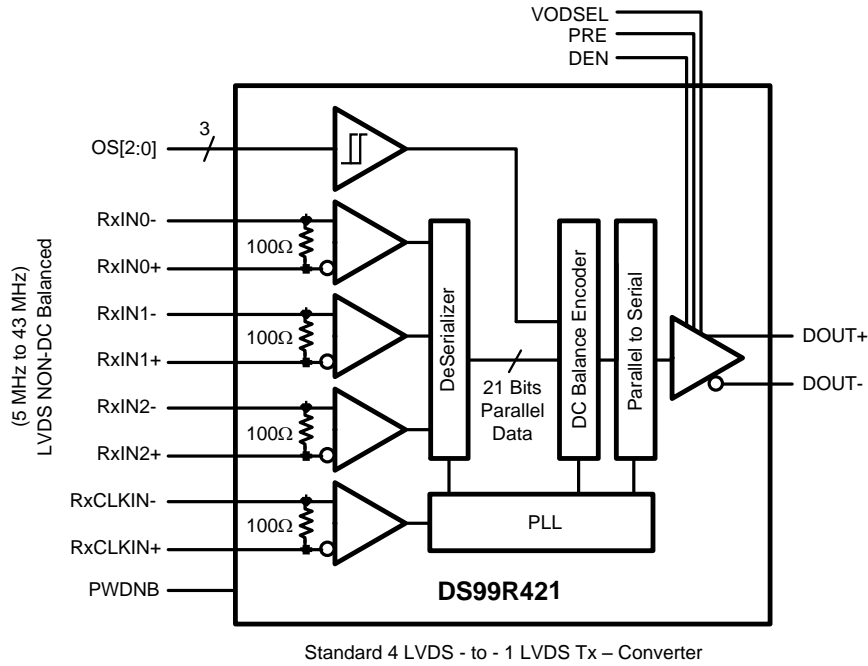 VODSEL
PRE
DEN
3
OS[2:0]
RxIN0-
100Ω
RxIN0+
RxIN1-
100Ω
RxIN1+
RxIN2-
100Ω
RxIN2+
RxCLKIN-
100Ω
RxCLKIN+
PWDNB
(5 MHz to 43 MHz)
LVDS NON-DC Balanced
DeSerializer
21 Bits
Parallel
Data
DC Balance Encoder
Parallel to Serial
PLL
DOUT+
DOUT-
DS99R421
Standard 4 LVDS - to - 1 LVDS Tx – Converter